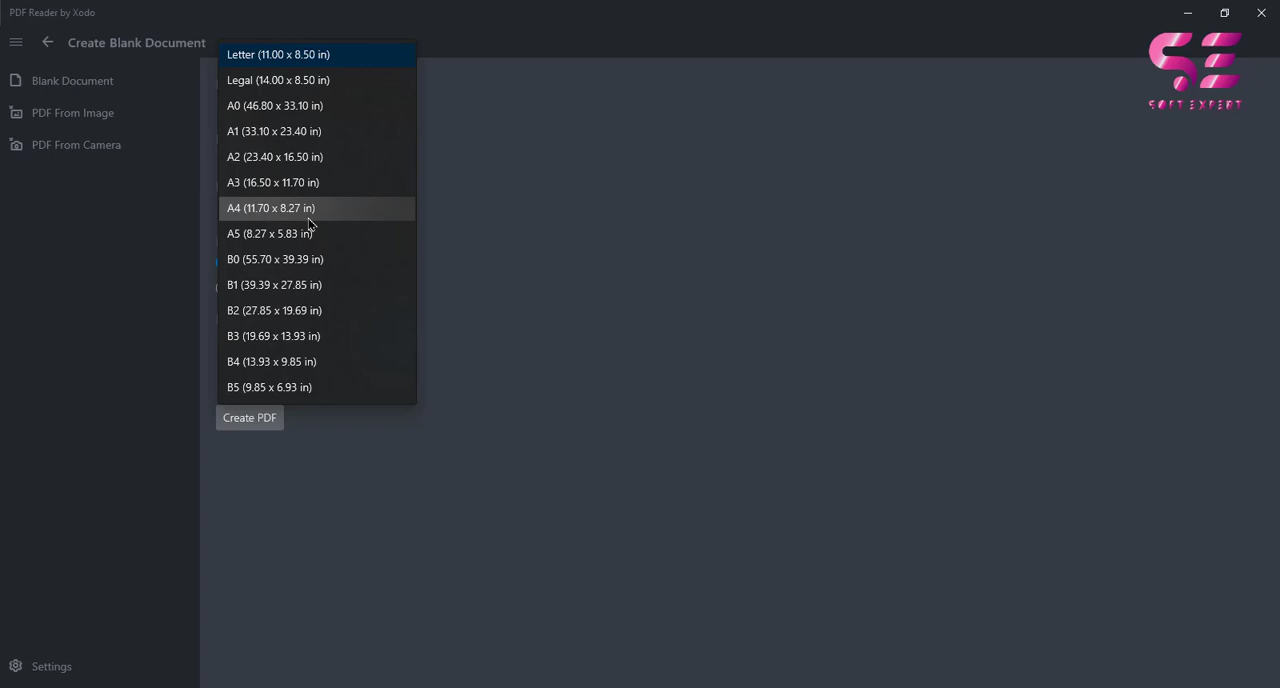 PDF Reader by Xodo
Create Blank Document
Blank Document
PDF From Image
PDF From Camera
Letter (11.00 x 8.50 in)
Legal (14.00 x 8.50 in)
A0 (46.80 x 33.10 in)
A1 (33.10 x 23.40 in)
A2 (23.40 x 16.50 in)
A3 (16.50 x 11.70 in)
A4 (11.70 x 8.27 in)
A5 (8.27 x 5.83 in)
B0 (55.70 x 39.39 in)
B1 (39.39 x 27.85 in)
B2 (27.85 x 19.69 in)
B3 (19.69 x 13.93 in)
B4 (13.93 x 9.85 in)
B5 (9.85 x 6.93 in)
Create PDF
Settings
SE
SOFT EXPERT